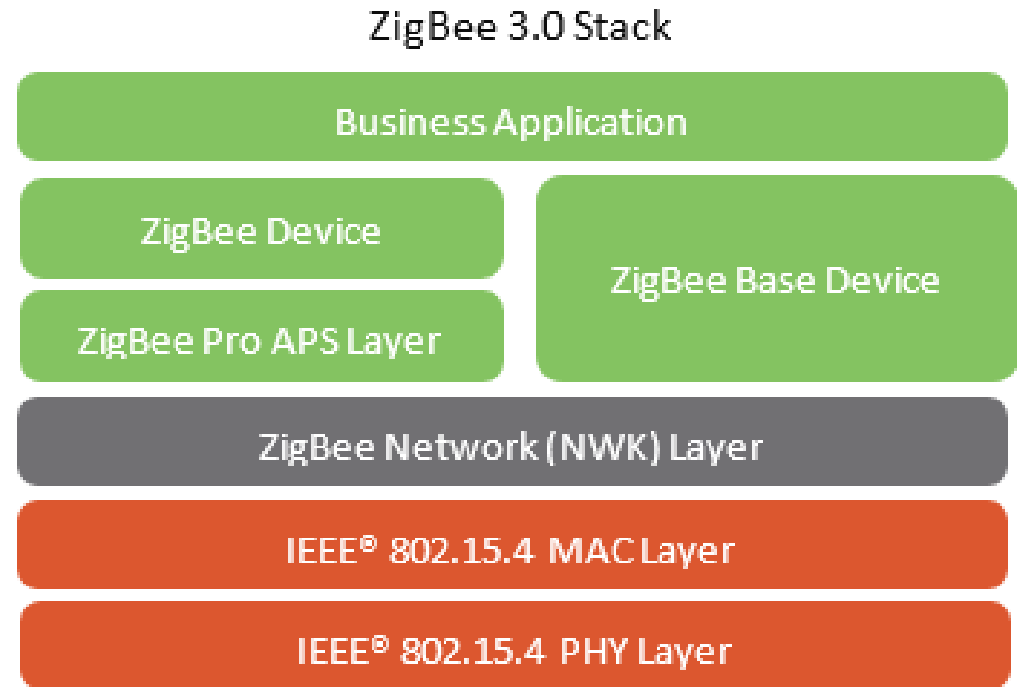 ZigBee 3.0 Stack
Business Application
ZigBee Device
ZigBee Base Device
ZigBee Pro APS Layer
ZigBee Network (NWK) Layer
IEEE® 802.15.4 MAC Layer
IEEE® 802.15.4 PHY Layer